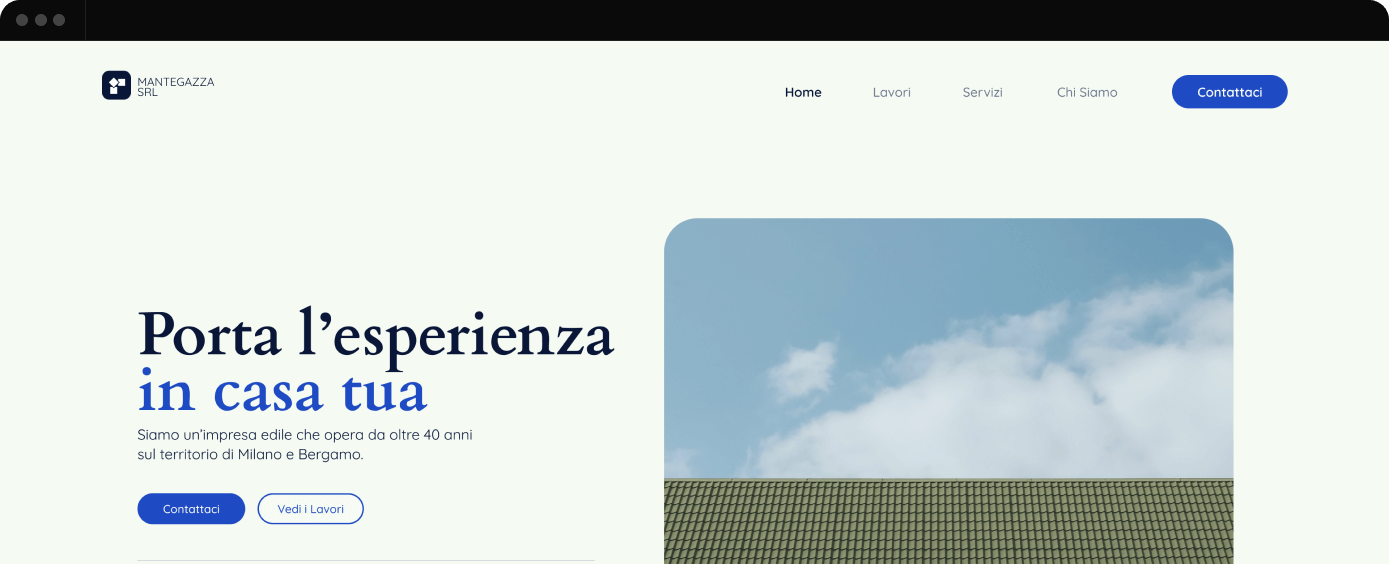 MANTEGAZZA
SRL
Home
Lavori
Servizi
Chi Siamo
Contattaci
Porta l’esperienza
in casa tua
Siamo un’impresa edile che opera da oltre 40 anni
sul territorio di Milano e Bergamo.
Contattaci
Vedi i Lavori